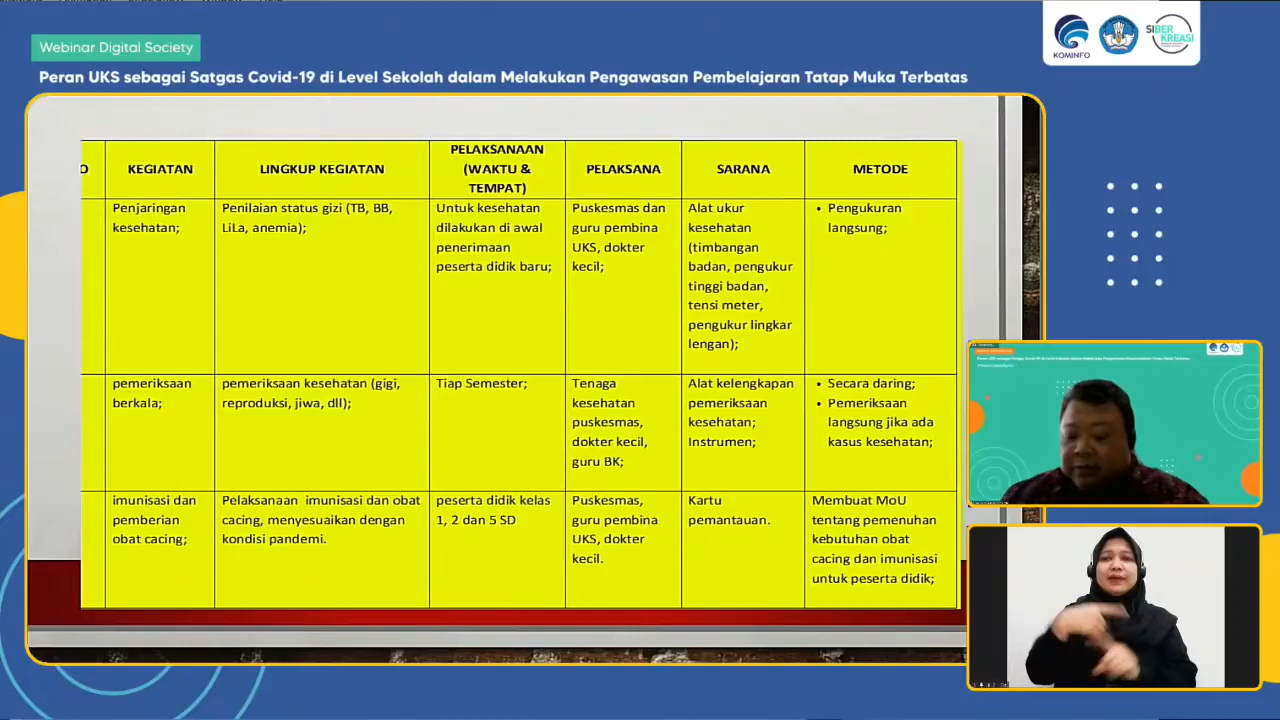 Webinar Digital Society
KOMINFO
SIBER
KREASI
Peran UKS sebagai Satgas Covid-19 di Level Sekolah dalam Melakukan Pengawasan Pembelajaran Tatap Muka Terbatas
O
KEGIATAN
LINGKUP KEGIATAN
PELAKSANAAN
(WAKTU &
TEMPAT)
PELAKSANA
SARANA
METODE
Penjaringan
kesehatan;
Penilaian status gizi (TB, BB,
LiLa, anemia);
Untuk kesehatan
dilakukan di awal
penerimaan
peserta didik baru;
Puskesmas dan
guru pembina
UKS, dokter
kecil;
Alat ukur
kesehatan
(timbangan
badan, pengukur
tinggi badan,
tensi meter,
pengukur lingkar
lengan);
• Pengukuran
langsung;
pemeriksaan
berkala;
pemeriksaan kesehatan (gigi,
reproduksi, jiwa, dll);
Tiap Semester;
Tenaga
kesehatan
puskesmas,
dokter kecil,
guru BK;
Alat kelengkapan
pemeriksaan
kesehatan;
Instrumen;
• Secara daring;
• Pemeriksaan
langsung jika ada
kasus kesehatan;
imunisasi dan
pemberian
obat cacing;
Pelaksanaan imunisasi dan obat
cacing, menyesuaikan dengan
kondisi pandemi.
peserta didik kelas
1, 2 dan 5 SD
Puskesmas,
guru pembina
UKS, dokter
kecil.
Kartu
pemantauan.
Membuat MoU
tentang pemenuhan
kebutuhan obat
cacing dan imunisasi
untuk peserta didik;